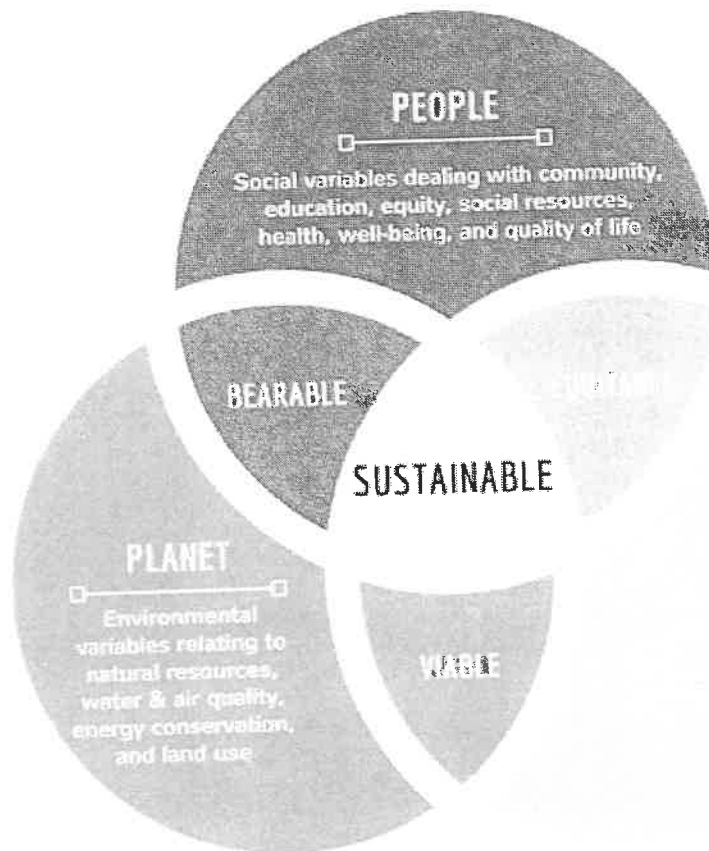 PEOPLE
Social variables dealing with community,
education, equity, social resources,
health, well-being, and quality of life
BEARABLE
SUSTAINABLE
PLANET
Environmental
variables relating to
natural resources,
water & air quality,
energy conservation,
and land use
VIABLE